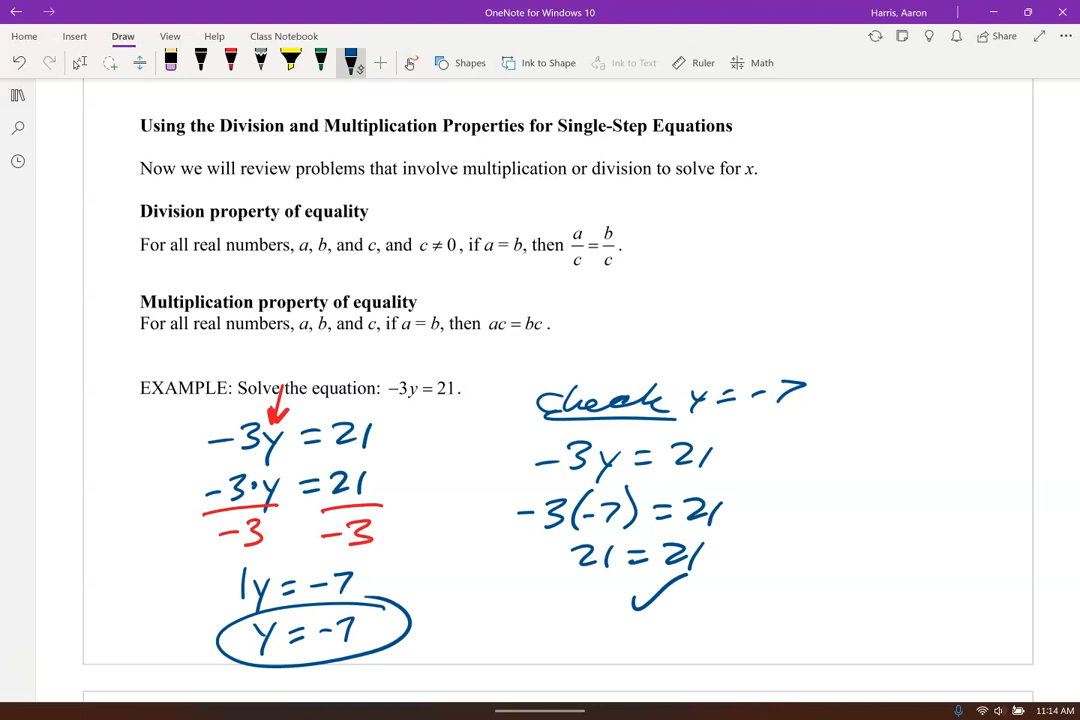 OneNote for Windows 10
Harris, Aaron
Home Insert Draw View Help Class Notebook Share
Shapes Ink to Shape Ink to Text Ruler Math
Using the Division and Multiplication Properties for Single-Step Equations
Now we will review problems that involve multiplication or division to solve for x.
Division property of equality
For all real numbers, a, b, and c, and c ≠ 0, if a = b, then a/c = b/c.
Multiplication property of equality
For all real numbers, a, b, and c, if a = b, then ac = bc.
EXAMPLE: Solve the equation: −3y = 21.
-3y = 21
-3·y = 21
-3 -3
1y = -7
y = -7
check y = -7
-3y = 21
-3(-7) = 21
21 = 21
11:14 AM